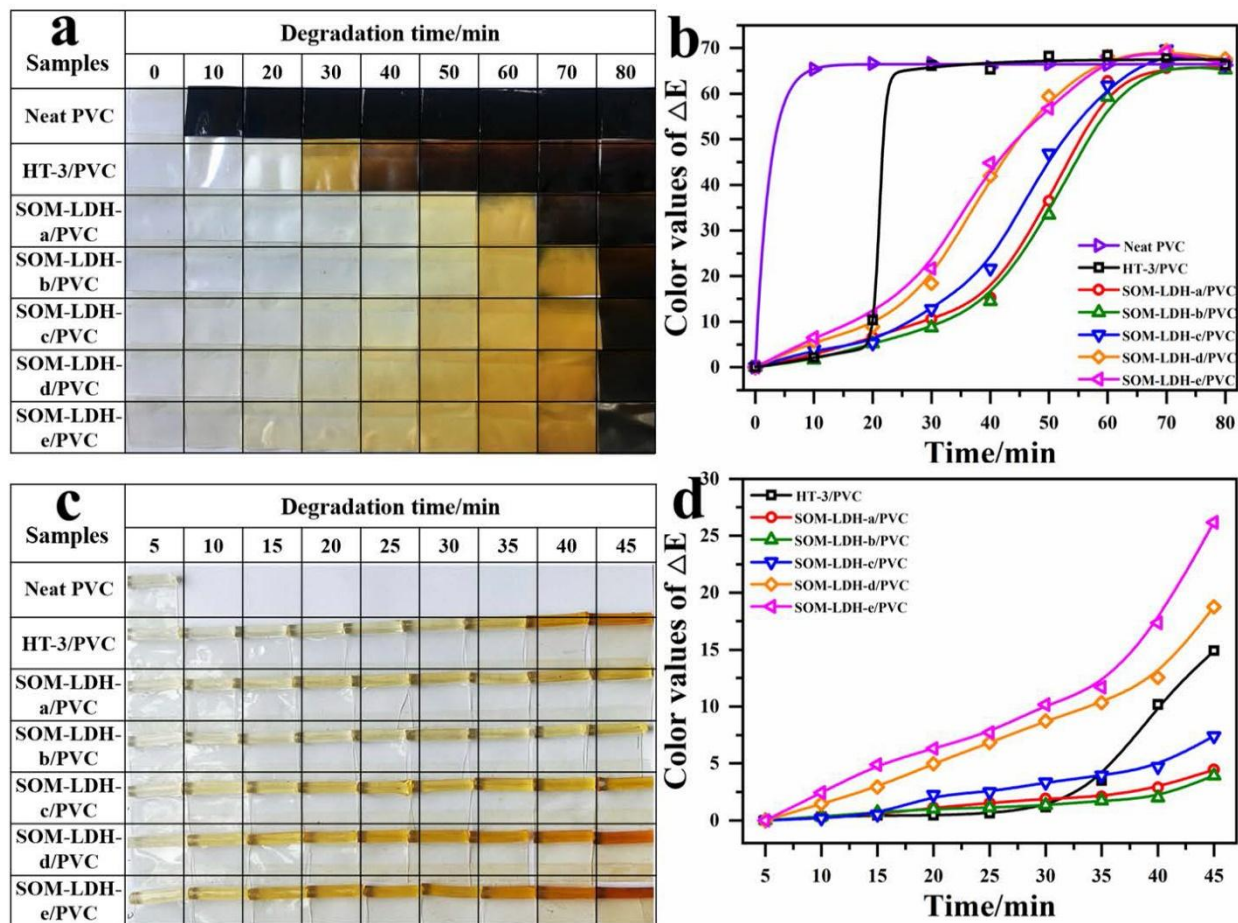 a
Samples
Degradation time/min
0 10 20 30 40 50 60 70 80
Neat PVC
HT-3/PVC
SOM-LDH-
a/PVC
SOM-LDH-
b/PVC
SOM-LDH-
c/PVC
SOM-LDH-
d/PVC
SOM-LDH-
e/PVC
b
Color values of △E
70
60
50
40
30
20
10
0
Neat PVC
HT-3/PVC
SOM-LDH-a/PVC
SOM-LDH-b/PVC
SOM-LDH-c/PVC
SOM-LDH-d/PVC
SOM-LDH-e/PVC
0 10 20 30 40 50 60 70 80
Time/min
c
Samples
Degradation time/min
5 10 15 20 25 30 35 40 45
Neat PVC
HT-3/PVC
SOM-LDH-
a/PVC
SOM-LDH-
b/PVC
SOM-LDH-
c/PVC
SOM-LDH-
d/PVC
SOM-LDH-
e/PVC
d
Color values of △E
30
25
20
15
10
5
0
HT-3/PVC
SOM-LDH-a/PVC
SOM-LDH-b/PVC
SOM-LDH-c/PVC
SOM-LDH-d/PVC
SOM-LDH-e/PVC
5 10 15 20 25 30 35 40 45
Time/min